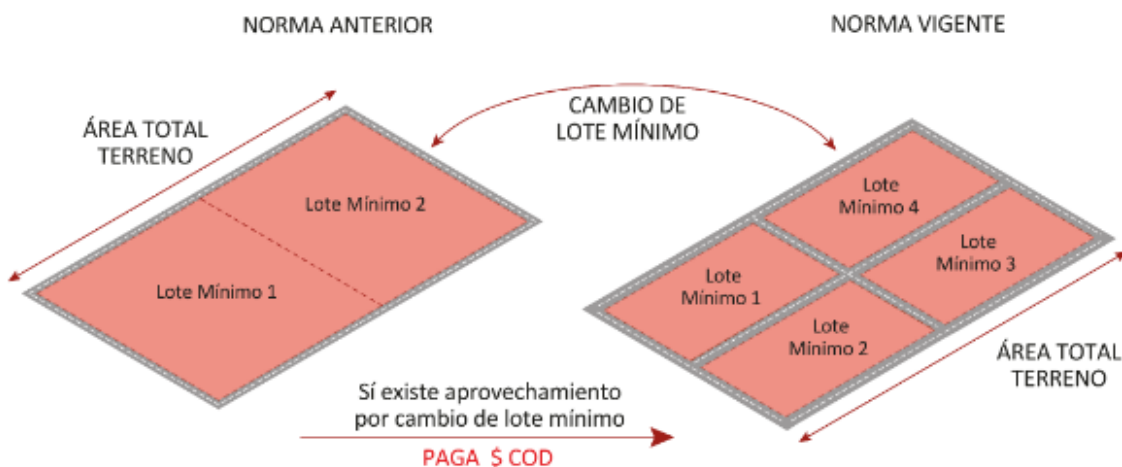 NORMA ANTERIOR
NORMA VIGENTE
ÁREA TOTAL
TERRENO
CAMBIO DE
LOTE MÍNIMO
Lote Mínimo 2
Lote Mínimo 1
Lote
Mínimo 4
Lote
Mínimo 3
Lote
Mínimo 1
Lote
Mínimo 2
ÁREA TOTAL
TERRENO
Sí existe aprovechamiento
por cambio de lote mínimo
PAGA $ COD